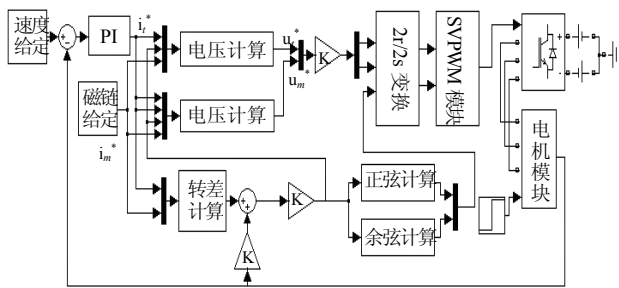 速度
给定
PI
i_t*
电压计算
u_t*
K
2r/2s 变换
SVPWM 模块
磁链
给定
电压计算
u_m*
i_m*
转差
计算
K
正弦计算
余弦计算
电机模块
K